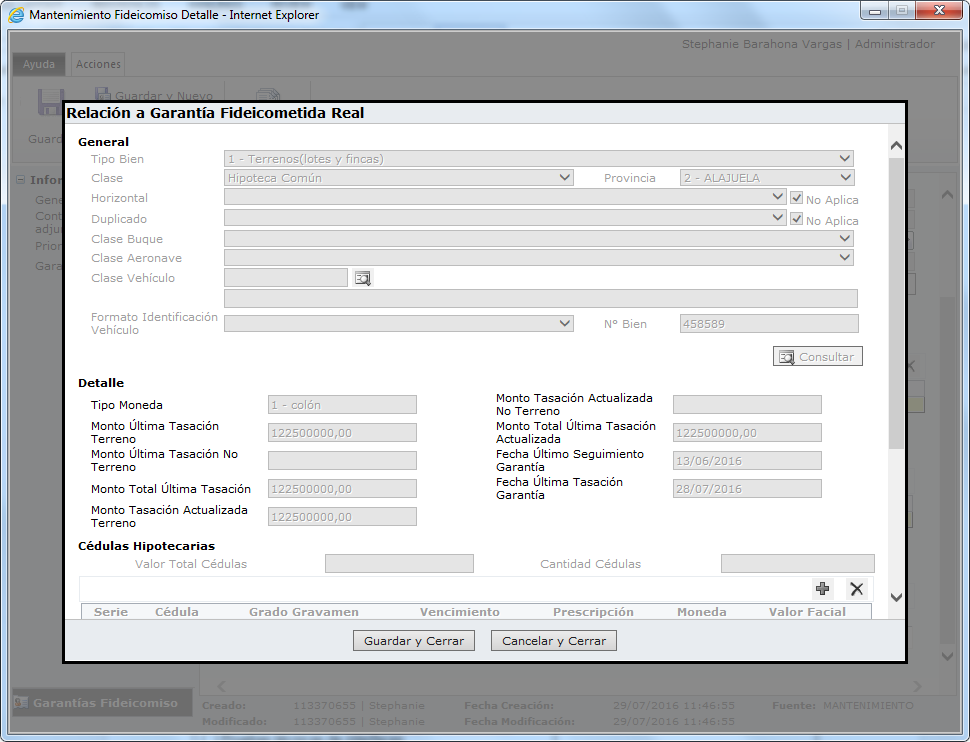 Mantenimiento Fideicomiso Detalle - Internet Explorer
Stephanie Barahona Vargas | Administrador
Ayuda Acciones
Guardar y Nuevo
Guard
Infor
Gene
Cont
adju
Prior
Gara
Relación a Garantía Fideicometida Real
General
Tipo Bien 1 - Terrenos(lotes y fincas)
Clase Hipoteca Común Provincia 2 - ALAJUELA
Horizontal No Aplica
Duplicado No Aplica
Clase Buque
Clase Aeronave
Clase Vehículo
Formato Identificación
Vehículo N° Bien 458589
Consultar
Detalle
Tipo Moneda 1 - colón Monto Tasación Actualizada
No Terreno
Monto Última Tasación
Terreno 122500000,00 Monto Total Última Tasación
Actualizada 122500000,00
Monto Última Tasación No
Terreno Fecha Último Seguimiento
Garantía 13/06/2016
Monto Total Última Tasación 122500000,00 Fecha Última Tasación
Garantía 28/07/2016
Monto Tasación Actualizada
Terreno 122500000,00
Cédulas Hipotecarias
Valor Total Cédulas Cantidad Cédulas
Serie Cédula Grado Gravamen Vencimiento Prescripción Moneda Valor Facial
Guardar y Cerrar Cancelar y Cerrar
Garantías Fideicomiso
Creado: 113370655 | Stephanie Fecha Creación: 29/07/2016 11:46:55 Fuente: MANTENIMIENTO
Modificado: 113370655 | Stephanie Fecha Modificación: 29/07/2016 11:46:55